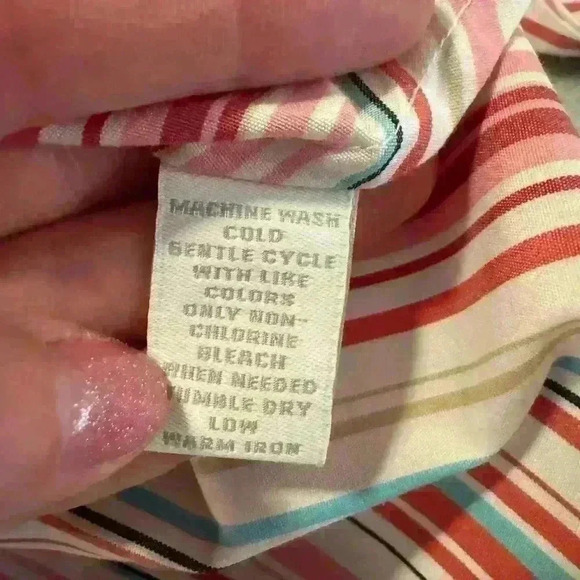 MACHINE WASH
COLD
GENTLE CYCLE
WITH LIKE
COLORS
ONLY NON-
CHLORINE
BLEACH
WHEN NEEDED
TUMBLE DRY
LOW
WARM IRON